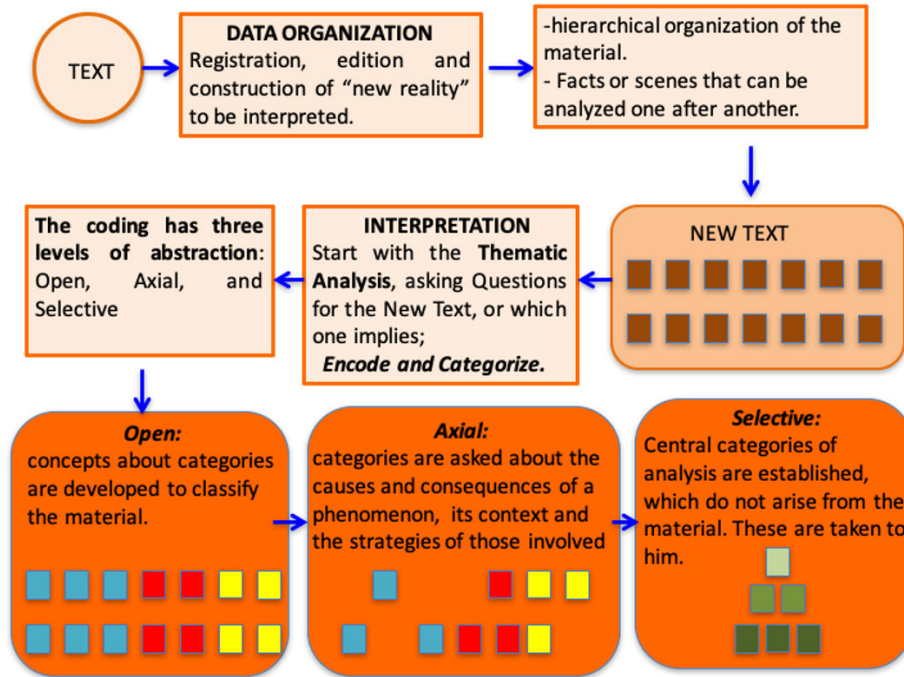 TEXT
DATA ORGANIZATION
Registration, edition and
construction of “new reality”
to be interpreted.
-hierarchical organization of the
material.
- Facts or scenes that can be
analyzed one after another.
The coding has three
levels of abstraction:
Open, Axial, and
Selective
INTERPRETATION
Start with the Thematic
Analysis, asking Questions
for the New Text, or which
one implies;
Encode and Categorize.
NEW TEXT
Open:
concepts about categories
are developed to classify
the material.
Axial:
categories are asked about the
causes and consequences of a
phenomenon, its context and
the strategies of those involved
Selective:
Central categories of
analysis are established,
which do not arise from the
material. These are taken to
him.